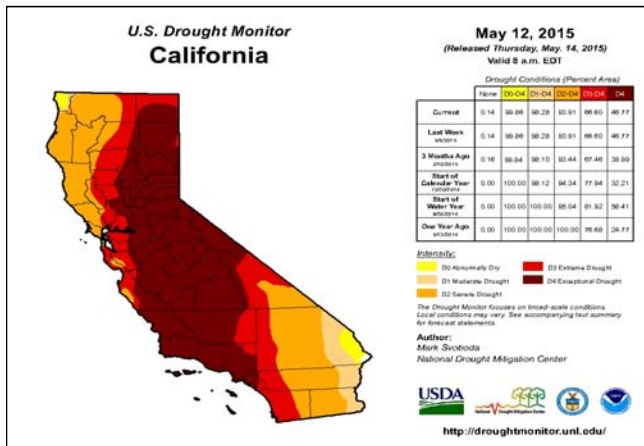 U.S. Drought Monitor
California
May 12, 2015
(Released Thursday, May. 14, 2015)
Valid 8 a.m. EDT
Drought Conditions (Percent Area)
None D0-D4 D1-D4 D2-D4 D3-D4 D4
Current 0.14 99.86 98.28 93.91 66.60 46.77
Last Week 0.14 99.86 98.28 93.91 66.60 46.77
3 Months Ago 0.16 99.84 98.10 93.44 67.46
Start of
Calendar Year 0.00 100.00 98.12 94.34 77.94 32.21
Start of
Water Year 0.00 100.00 100.00 95.04 81.92 58.41
One Year Ago 0.00 100.00 100.00 100.00 24.77
Intensity:
D0 Abnormally Dry
D1 Moderate Drought
D2 Severe Drought
D3 Extreme Drought
D4 Exceptional Drought
The Drought Monitor focuses on broad-scale conditions.
Local conditions may vary. See accompanying text summary
for forecast statements.
Author:
Mark Svoboda
National Drought Mitigation Center
USDA
National Drought Mitigation Center
http://droughtmonitor.unl.edu/